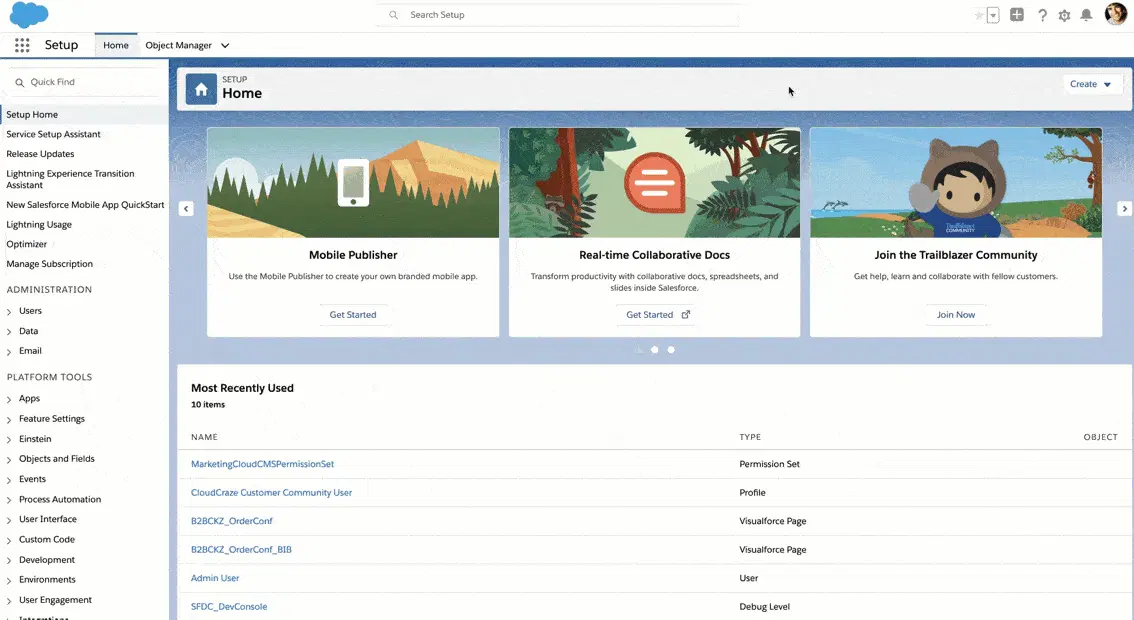 Search Setup
Setup
Home
Object Manager
Quick Find
Setup Home
Service Setup Assistant
Release Updates
Lightning Experience Transition
Assistant
New Salesforce Mobile App QuickStart
Lightning Usage
Optimizer
Manage Subscription
ADMINISTRATION
Users
Data
Email
PLATFORM TOOLS
Apps
Feature Settings
Einstein
Objects and Fields
Events
Process Automation
User Interface
Custom Code
Development
Environments
User Engagement
Integrations
SETUP
Home
Create
Mobile Publisher
Use the Mobile Publisher to create your own branded mobile app.
Get Started
Real-time Collaborative Docs
Transform productivity with collaborative docs, spreadsheets, and
slides inside Salesforce.
Get Started
COMMUNITY
Join the Trailblazer Community
Get help, learn and collaborate with fellow customers.
Join Now
Most Recently Used
10 items
NAME TYPE OBJECT
MarketingCloudCMSPermissionSet Permission Set
CloudCraze Customer Community User Profile
B2BCKZ_OrderConf Visualforce Page
B2BCKZ_OrderConf_BIB Visualforce Page
Admin User User
SFDC_DevConsole Debug Level